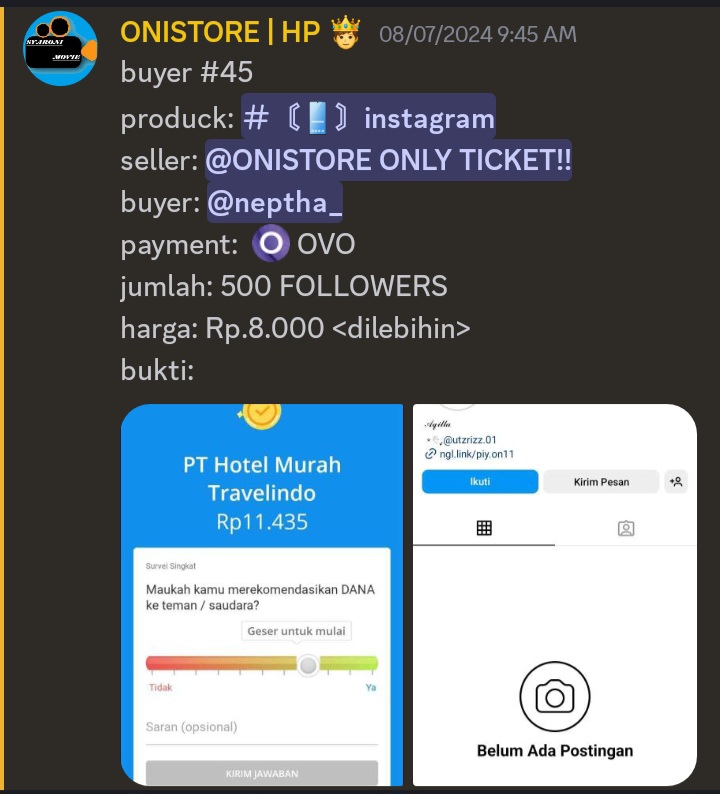 SYAHRONI
MOVIE
ONISTORE | HP 🤴 08/07/2024 9:45 AM
buyer #45
produck: # 〘📱〙instagram
seller: @ONISTORE ONLY TICKET!!
buyer: @neptha_
payment: OVO
jumlah: 500 FOLLOWERS
harga: Rp.8.000 <dilebihin>
bukti:
PT Hotel Murah
Travelindo
Rp11.435
Survei Singkat
Maukah kamu merekomendasikan DANA
ke teman / saudara?
Geser untuk mulai
Tidak
Ya
Saran (opsional)
KIRIM JAWABAN
Aqilla
@utzrizz.01
ngl.link/piy.on11
Ikuti
Kirim Pesan
Belum Ada Postingan